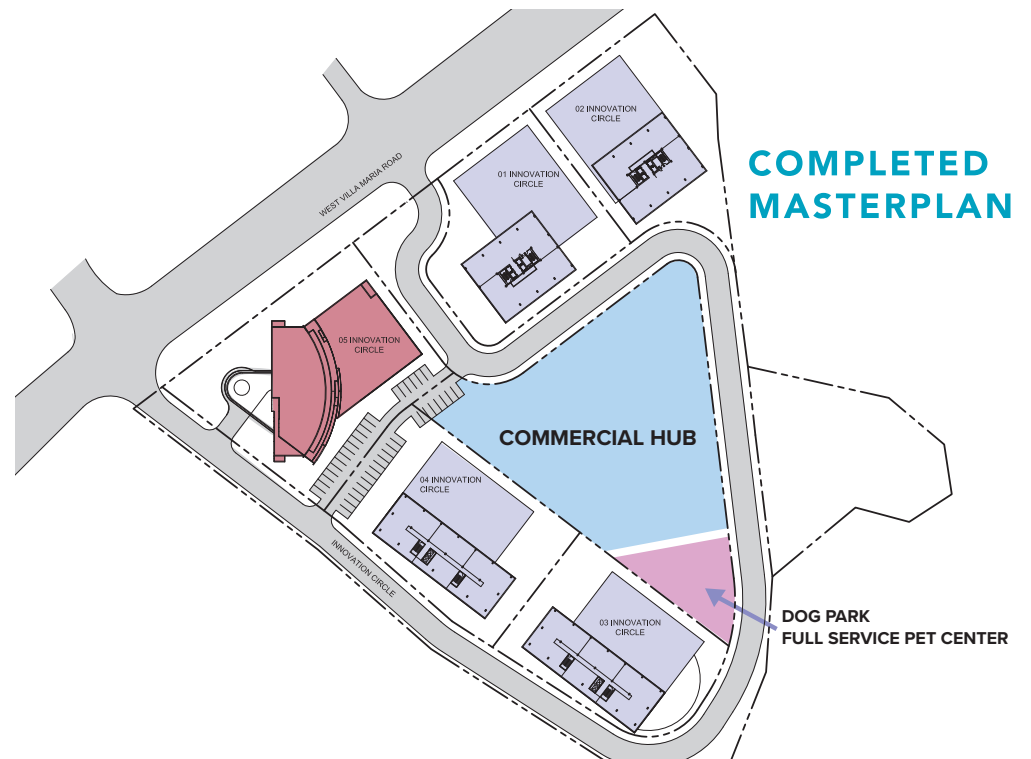 COMPLETED
MASTERPLAN
02 INNOVATION
CIRCLE
01 INNOVATION
CIRCLE
WEST VILLA MARIA ROAD
05 INNOVATION
CIRCLE
COMMERCIAL HUB
04 INNOVATION
CIRCLE
INNOVATION CIRCLE
03 INNOVATION
CIRCLE
DOG PARK
FULL SERVICE PET CENTER